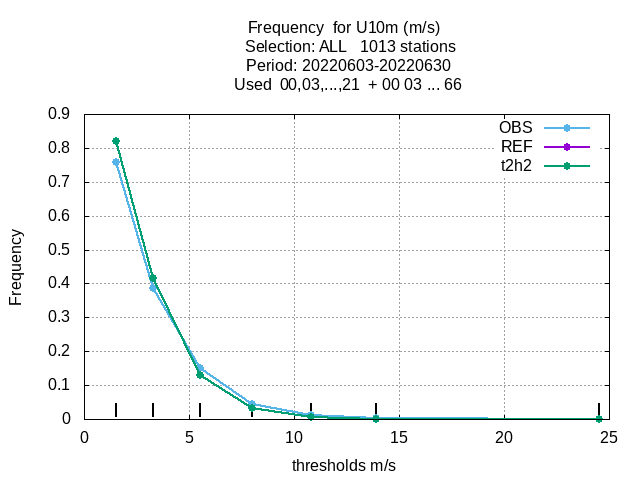 Frequency  for U10m (m/s)
Selection: ALL   1013 stations
Period: 20220603-20220630
Used  00,03,...,21  + 00 03 ... 66
0.9
0.8
0.7
0.6
0.5
0.4
0.3
0.2
0.1
0
Frequency
OBS
REF
t2h2
0 5 10 15 20 25
thresholds m/s